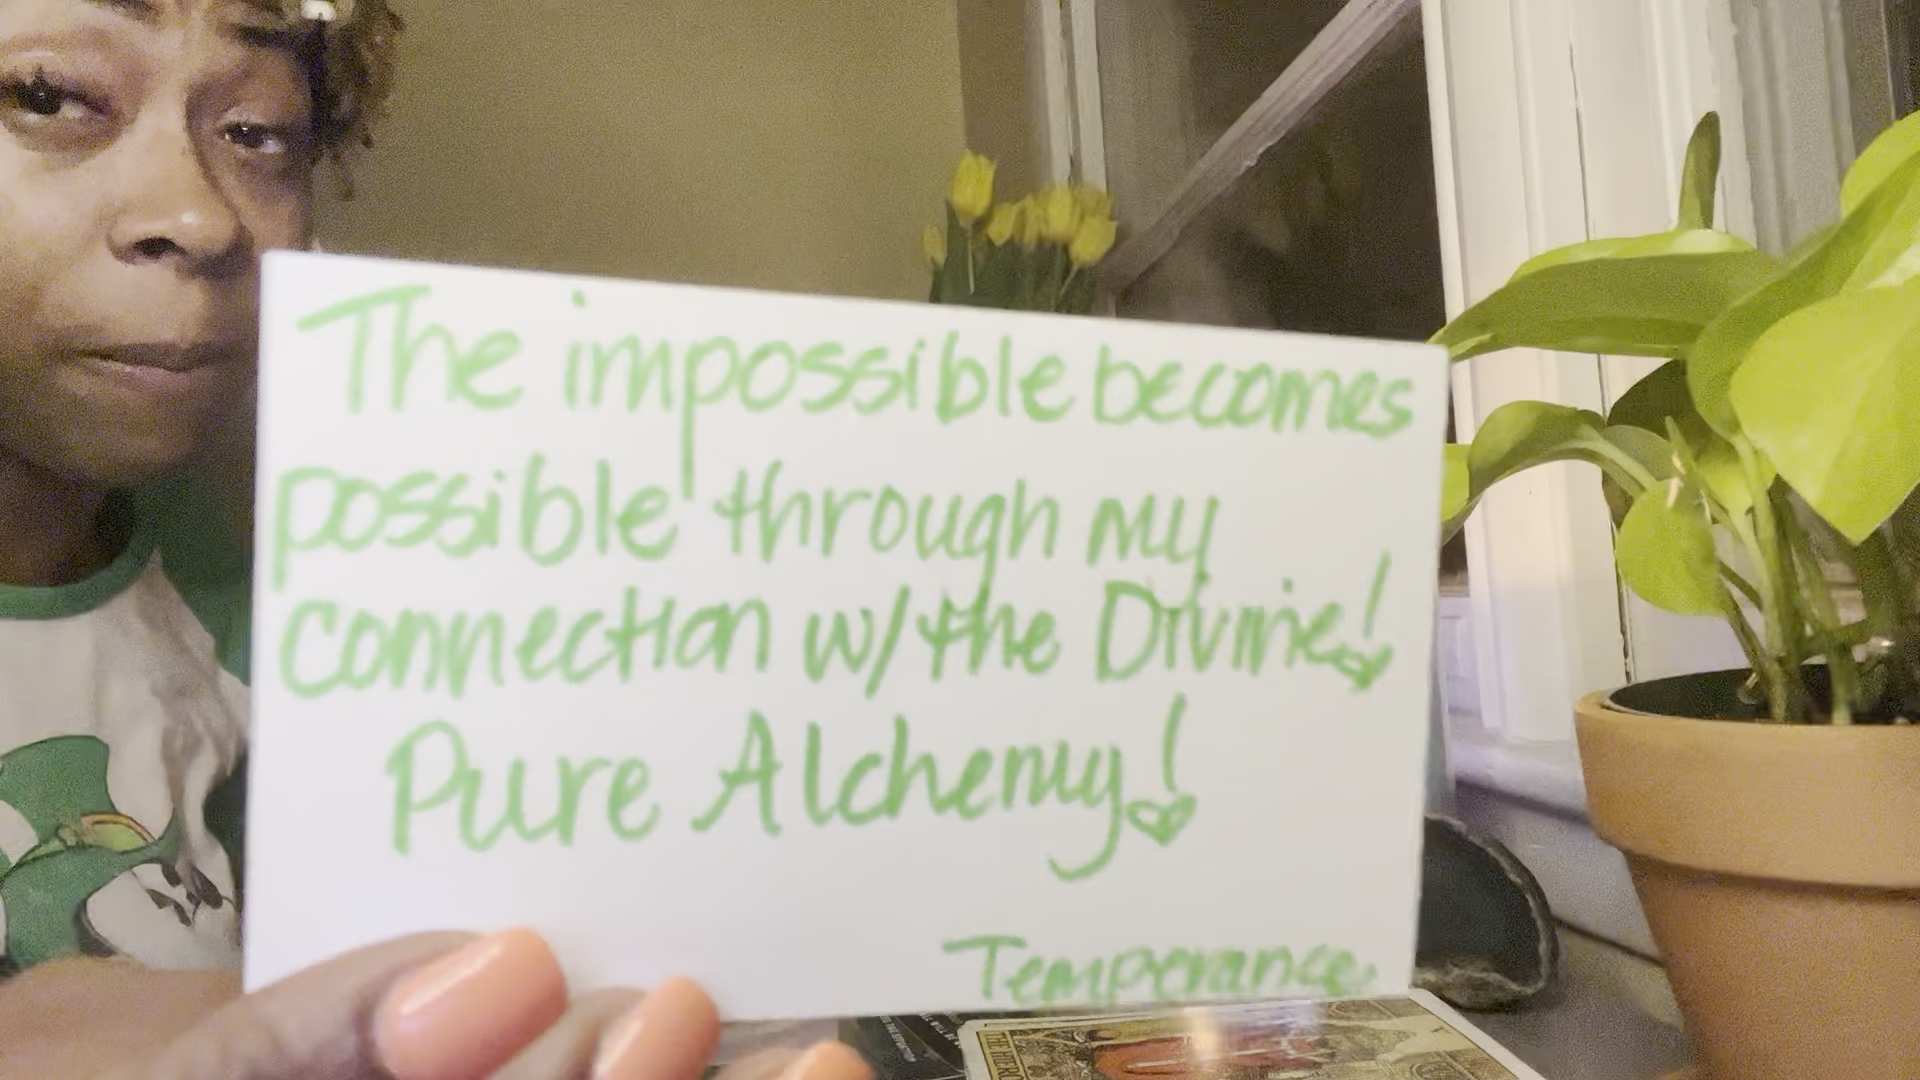 The impossible becomes
possible through my
connection w/the Divine!
Pure Alchemy!
Temperance